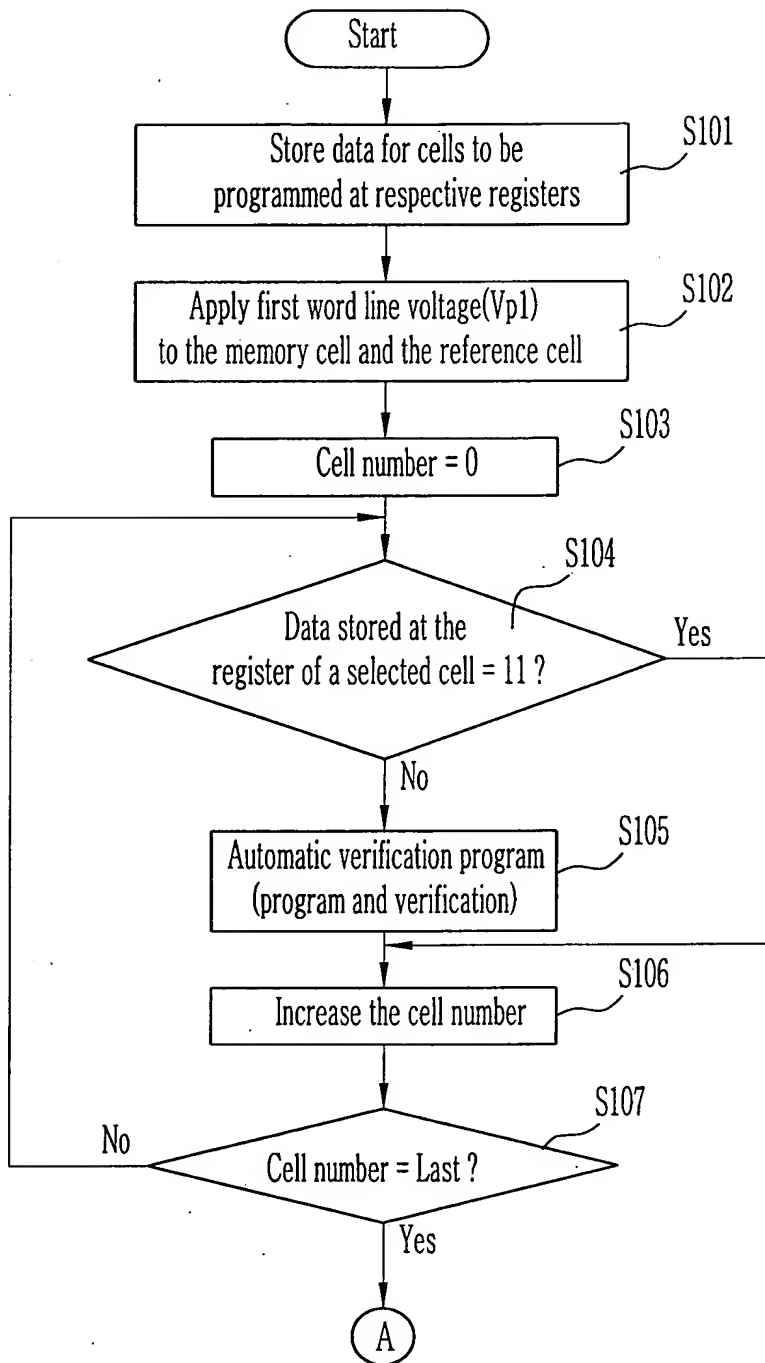 Start
Store data for cells to be
programmed at respective registers
S101
Apply first word line voltage(Vp1)
to the memory cell and the reference cell
S102
Cell number = 0
S103
S104
Data stored at the
register of a selected cell = 11 ?
Yes
No
Automatic verification program
(program and verification)
S105
Increase the cell number
S106
S107
No
Cell number = Last ?
Yes
A